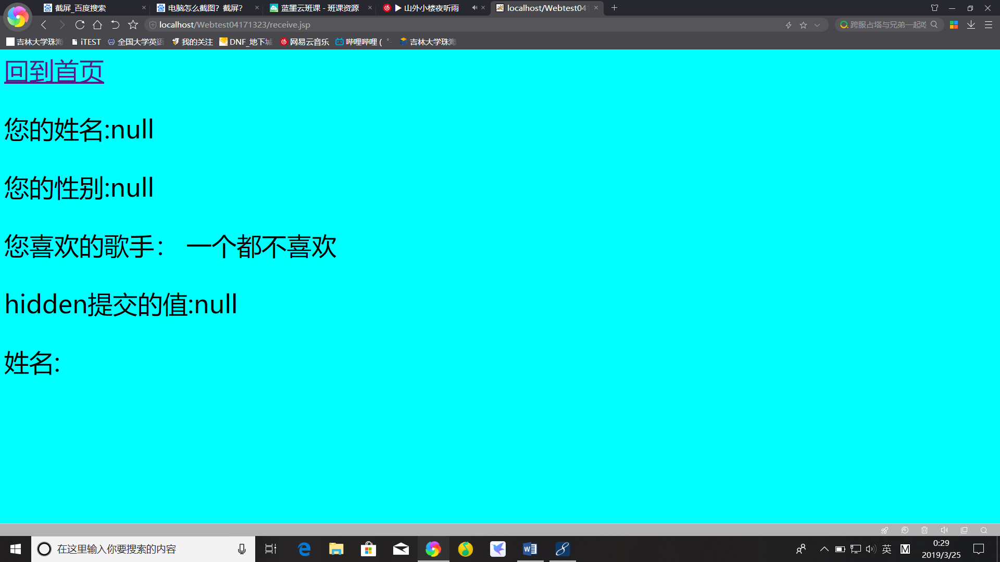 截屏_百度搜索
电脑怎么截图？截屏？
蓝墨云班课 - 班课资源
▶ 山外小楼夜听雨
localhost/Webtest041
localhost/Webtest04171323/receive.jsp
跨服占塔与兄弟一起吃
吉林大学珠海
iTEST
全国大学英语
我的关注
DNF_地下城
网易云音乐
哔哩哔哩 (゜-
吉林大学珠海
回到首页
您的姓名:null
您的性别:null
您喜欢的歌手： 一个都不喜欢
hidden提交的值:null
姓名:
在这里输入你要搜索的内容
英
M
0:29
2019/3/25